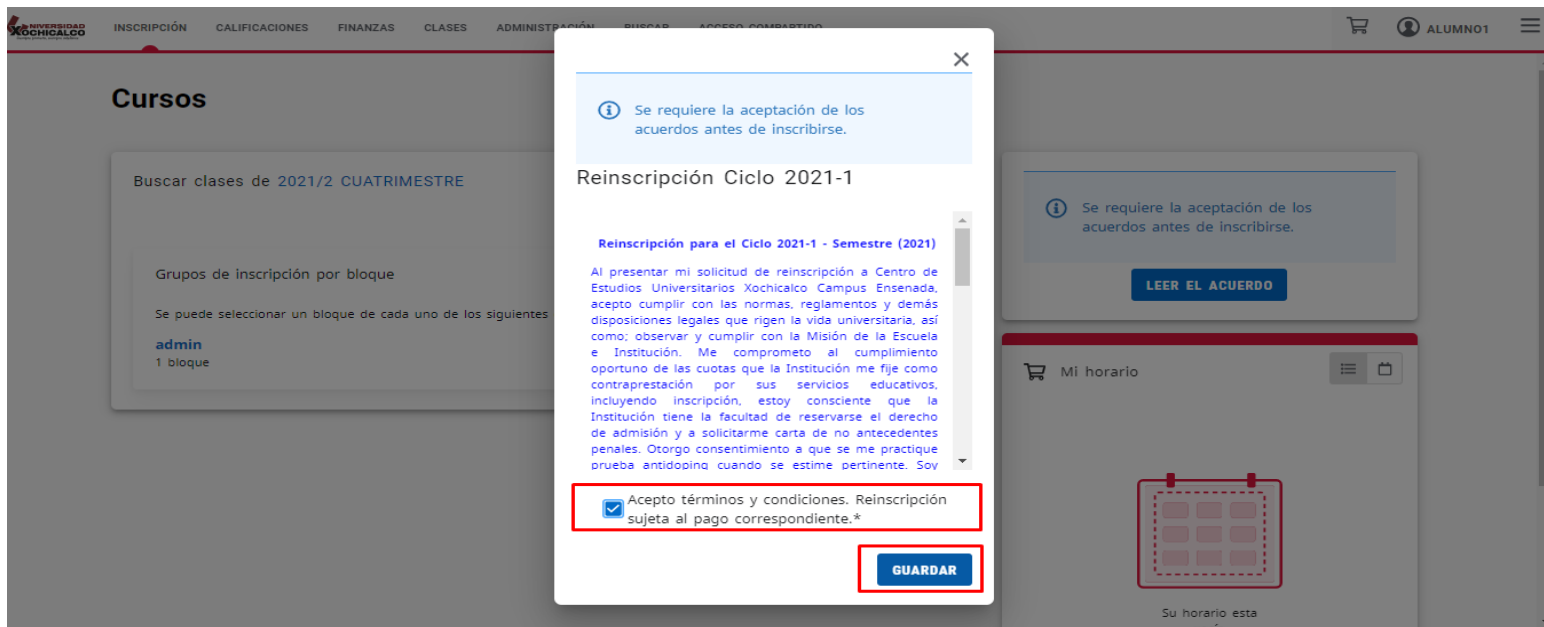 UNIVERSIDAD
XOCHICALCO
INSCRIPCIÓN CALIFICACIONES FINANZAS CLASES ADMINISTRACIÓN BUSCAR ACCESO COMPARTIDO
ALUMNO1
Cursos
Buscar clases de 2021/2 CUATRIMESTRE
Grupos de inscripción por bloque
Se puede seleccionar un bloque de cada uno de los siguientes
admin
1 bloque
Se requiere la aceptación de los
acuerdos antes de inscribirse.
Reinscripción Ciclo 2021-1
Reinscripción para el Ciclo 2021-1 - Semestre (2021)
Al presentar mi solicitud de reinscripción a Centro de
Estudios Universitarios Xochicalco Campus Ensenada,
acepto cumplir con las normas, reglamentos y demás
disposiciones legales que rigen la vida universitaria, así
como; observar y cumplir con la Misión de la Escuela
e Institución. Me comprometo al cumplimiento
oportuno de las cuotas que la Institución me fije como
contraprestación por sus servicios educativos,
incluyendo inscripción, estoy consciente que la
Institución tiene la facultad de reservarse el derecho
de admisión y a solicitarme carta de no antecedentes
penales. Otorgo consentimiento a que se me practique
prueba antidoping cuando se estime pertinente. Soy
Acepto términos y condiciones. Reinscripción
sujeta al pago correspondiente.*
GUARDAR
Se requiere la aceptación de los
acuerdos antes de inscribirse.
LEER EL ACUERDO
Mi horario
Su horario esta